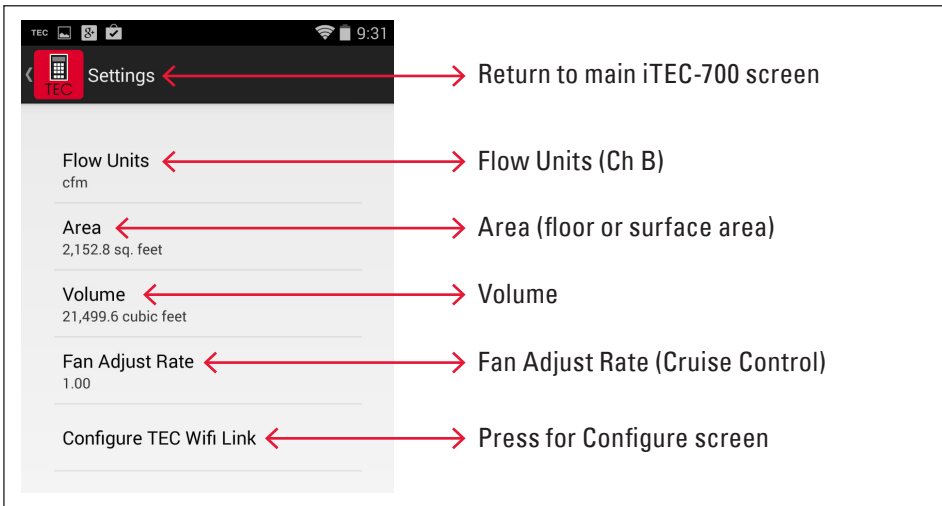 TEC 8+ 9:31
TEC Settings Return to main iTEC-700 screen
Flow Units Flow Units (Ch B)
cfm
Area Area (floor or surface area)
2,152.8 sq. feet
Volume Volume
21,499.6 cubic feet
Fan Adjust Rate Fan Adjust Rate (Cruise Control)
1.00
Configure TEC Wifi Link Press for Configure screen